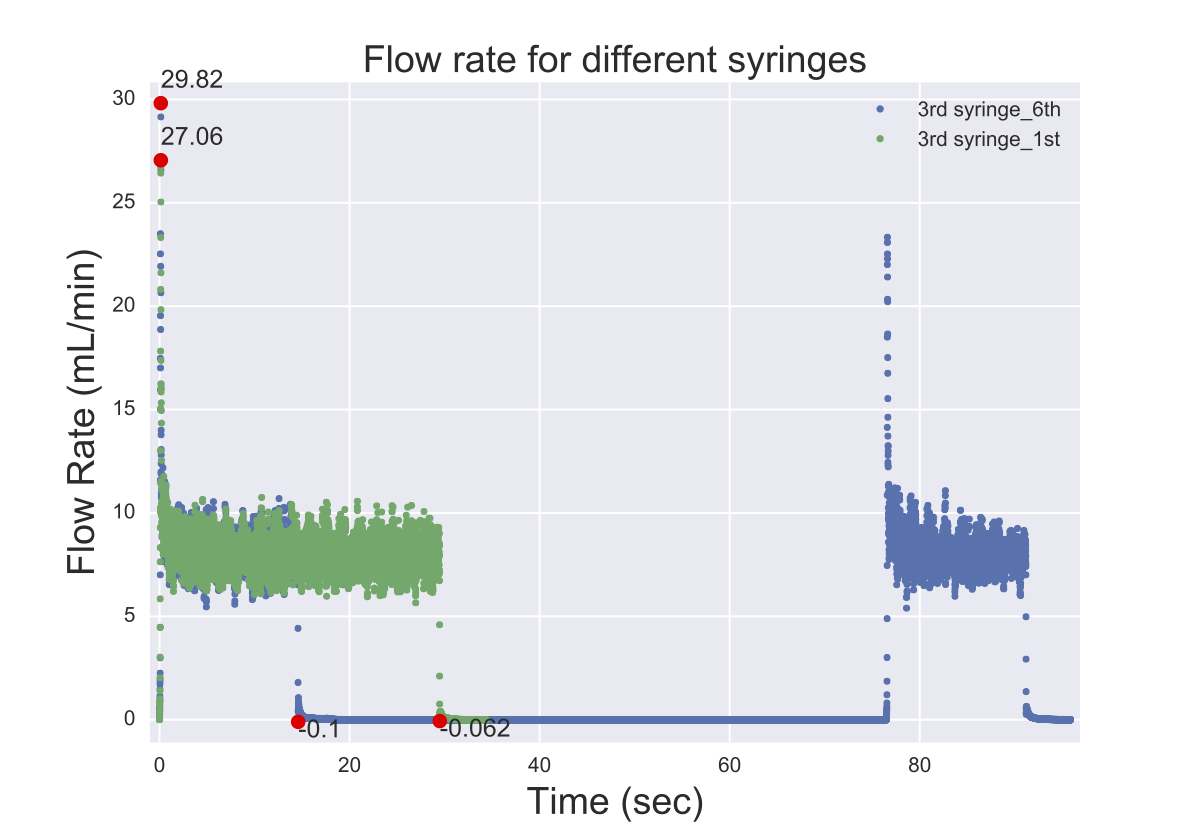 Flow rate for different syringes
29.82
27.06
3rd syringe_6th
3rd syringe_1st
30
25
20
15
10
5
0
Flow Rate (mL/min)
-0.1
-0.062
0 20 40 60 80
Time (sec)